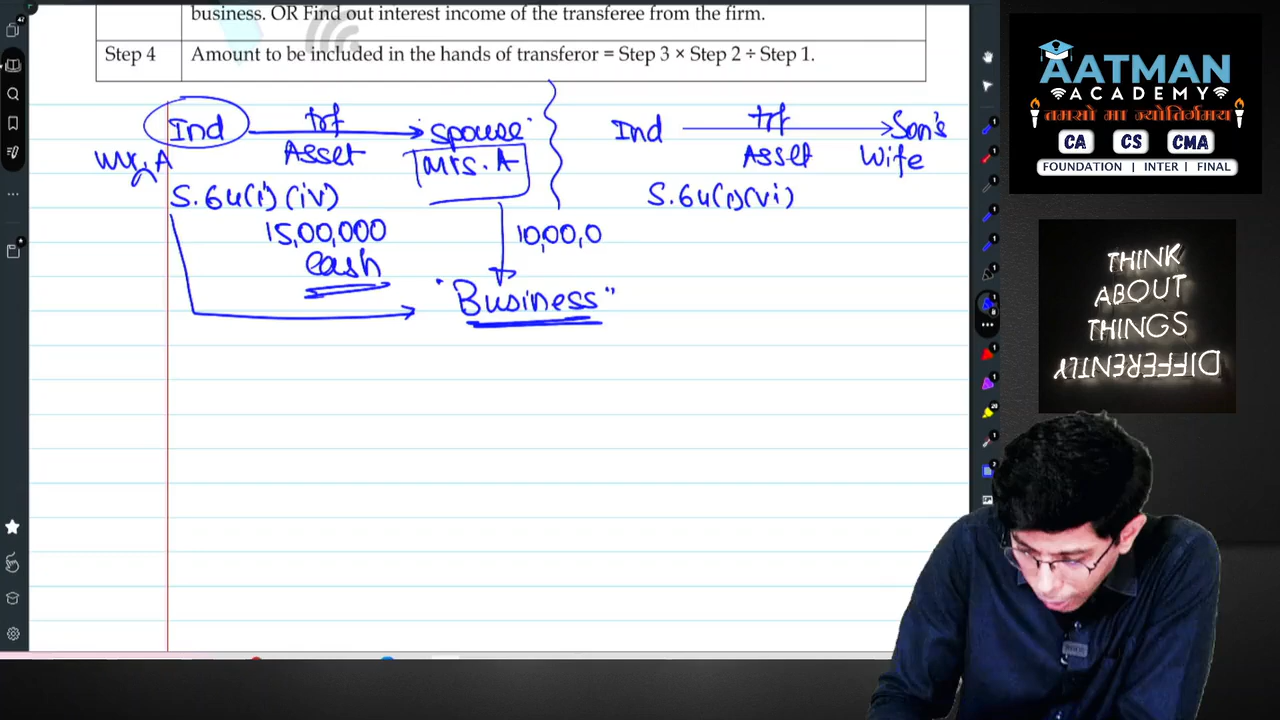 business. OR Find out interest income of the transferee from the firm.
Step 4 Amount to be included in the hands of transferor = Step 3 × Step 2 ÷ Step 1.
Ind trf Asset "spouse"
Mr. A Mrs. A
S.64(i)(iv)
15,00,000
cash
10,00,0
"Business"
Ind trf Asset Son's Wife
S.64(1)(vi)
AATMAN
ACADEMY
तमसो मा ज्योतिर्गमय
CA CS CMA
FOUNDATION | INTER | FINAL
THINK
ABOUT
THINGS
DIFFERENTLY